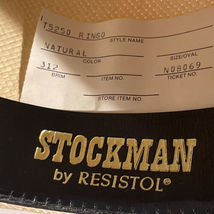 T5250 RINGO
STYLE NAME
NATURAL
COLOR
SIZE/OVAL
312
N08069
BRIM
ITEM NO.
TICKET NO.
STORE ITEM NO.
STOCKMAN
by RESISTOL®